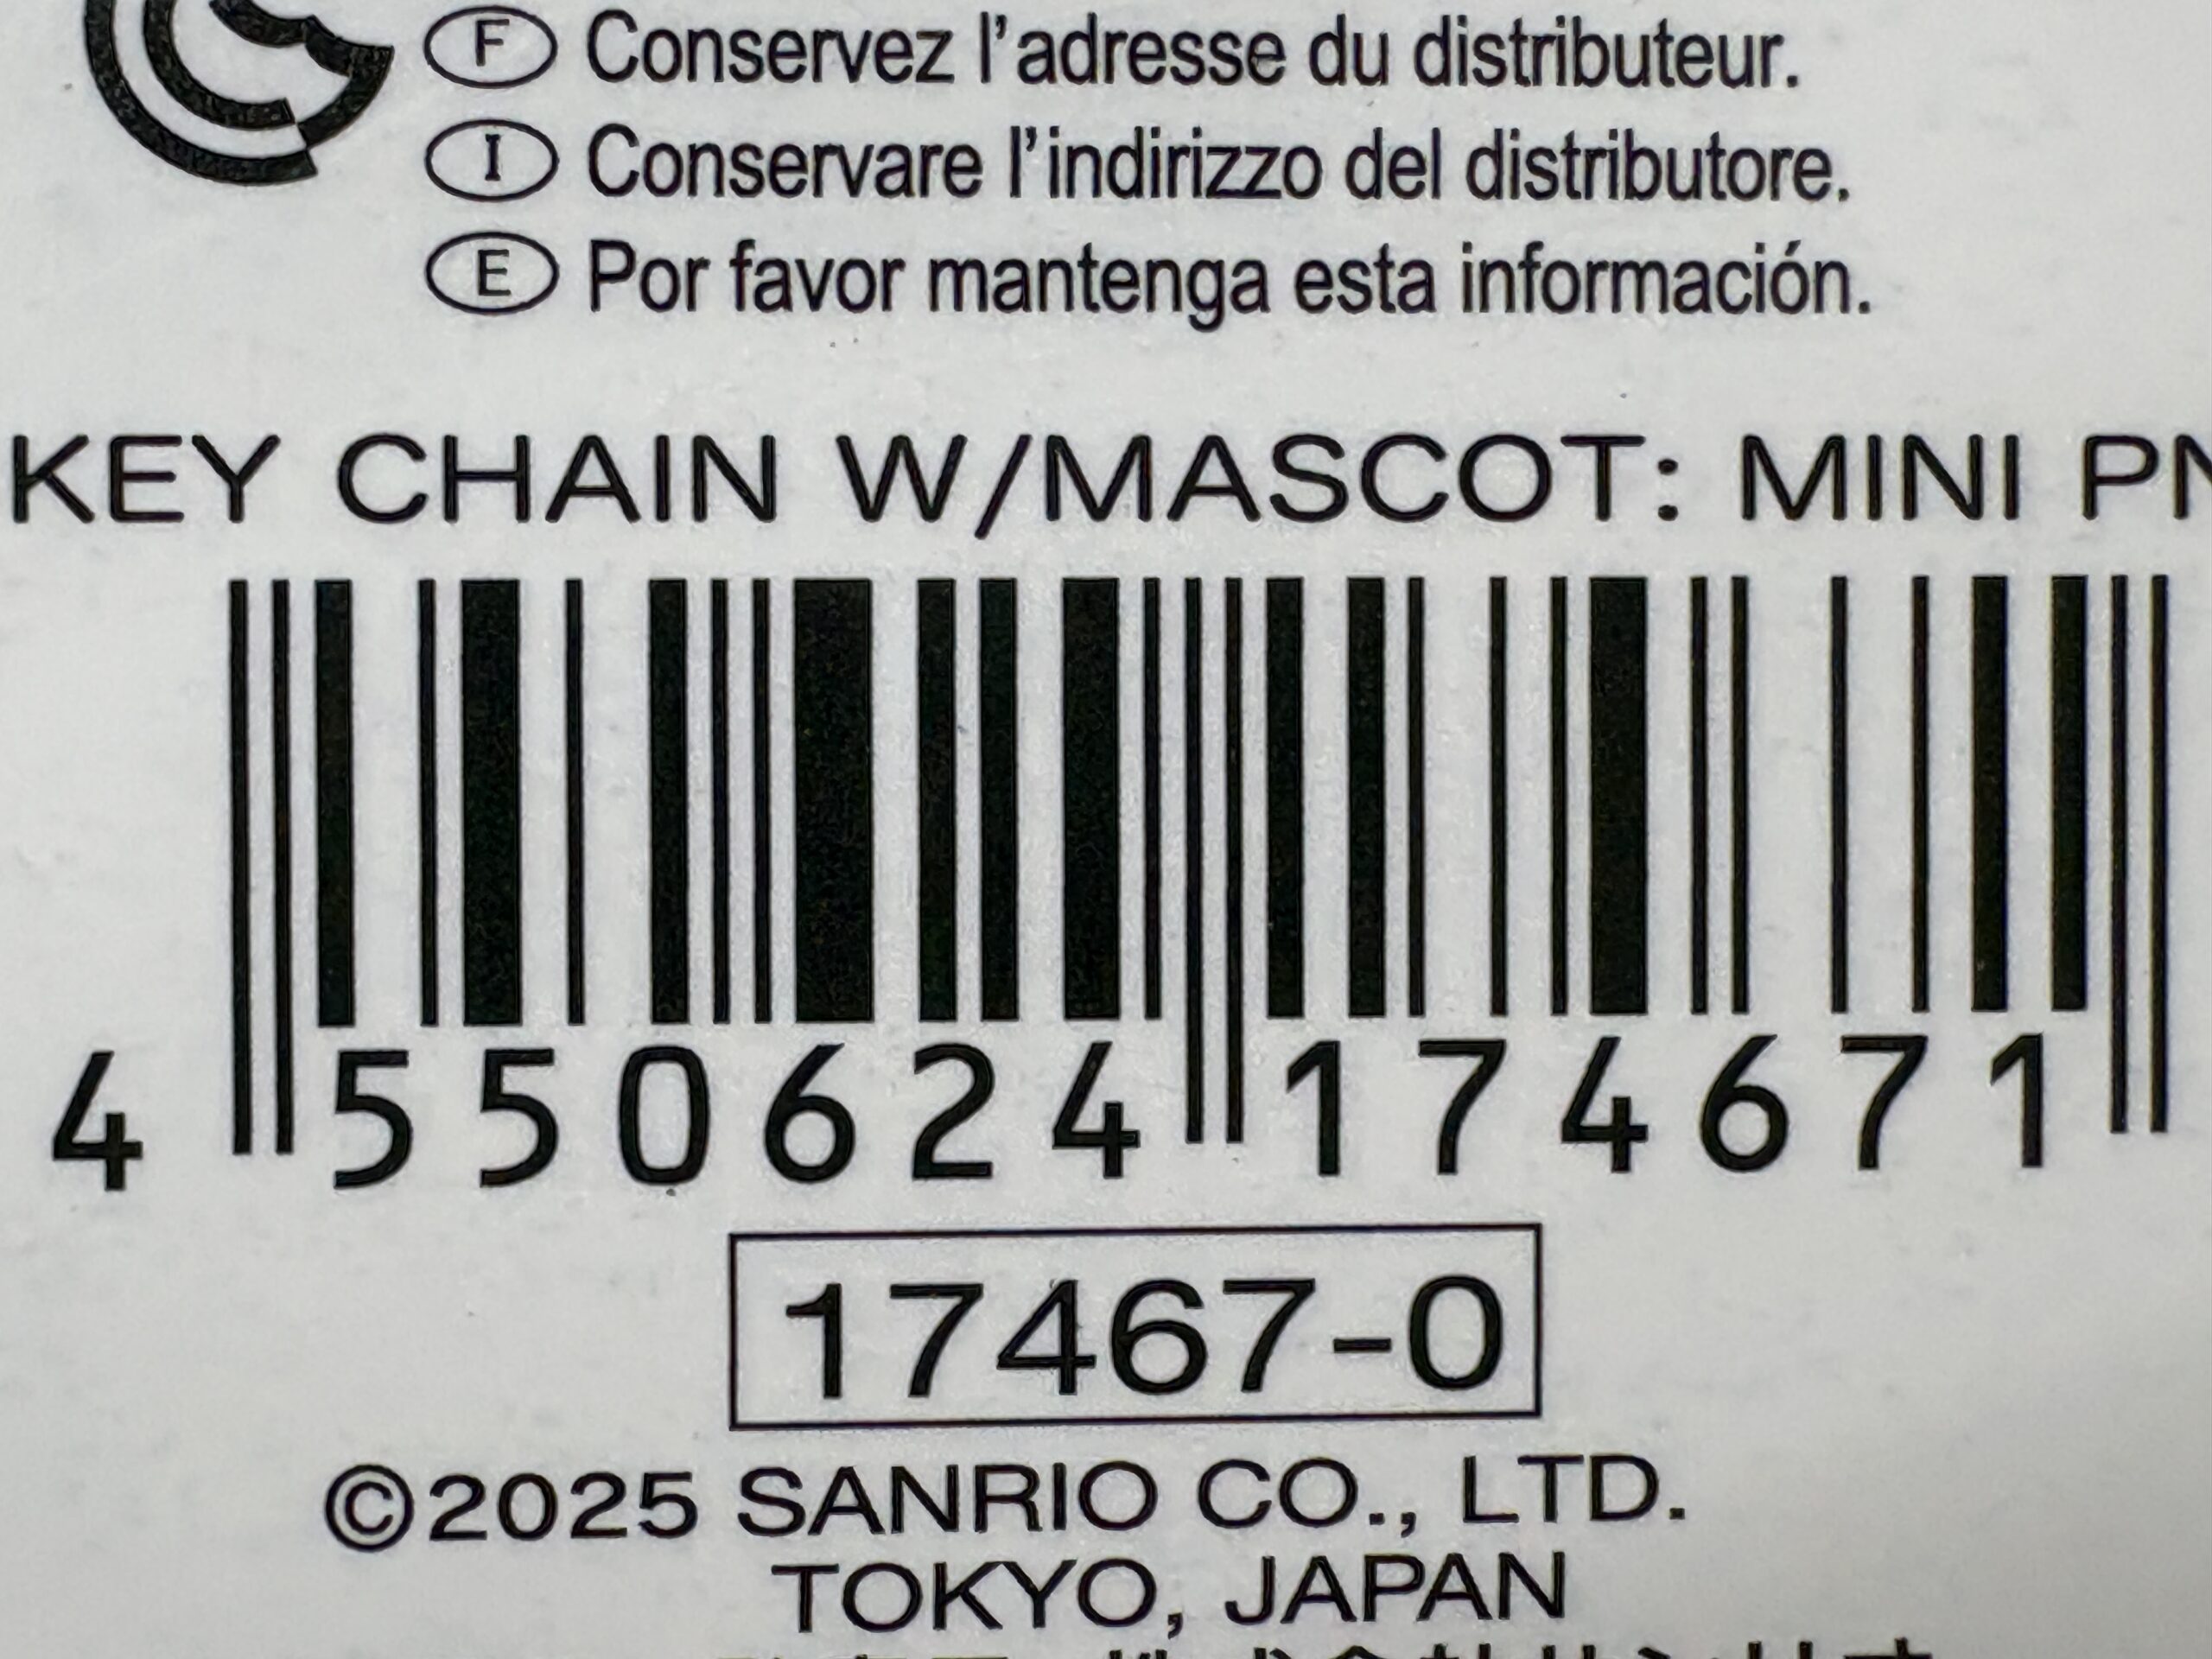 F Conservez l'adresse du distributeur.
I Conservare l'indirizzo del distributore.
E Por favor mantenga esta información.
KEY CHAIN W/MASCOT: MINI
4 550624 174671
17467-0
©2025 SANRIO CO., LTD.
TOKYO, JAPAN